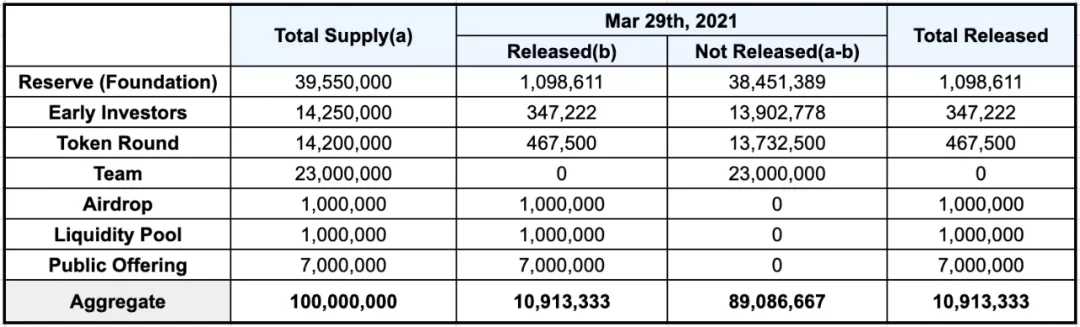 Total Supply(a) Mar 29th, 2021 Total Released
Released(b) Not Released(a-b)
Reserve (Foundation) 39,550,000 1,098,611 38,451,389 1,098,611
Early Investors 14,250,000 347,222 13,902,778 347,222
Token Round 14,200,000 467,500 13,732,500 467,500
Team 23,000,000 0 23,000,000 0
Airdrop 1,000,000 1,000,000 0 1,000,000
Liquidity Pool 1,000,000 1,000,000 0 1,000,000
Public Offering 7,000,000 7,000,000 0 7,000,000
Aggregate 100,000,000 10,913,333 89,086,667 10,913,333